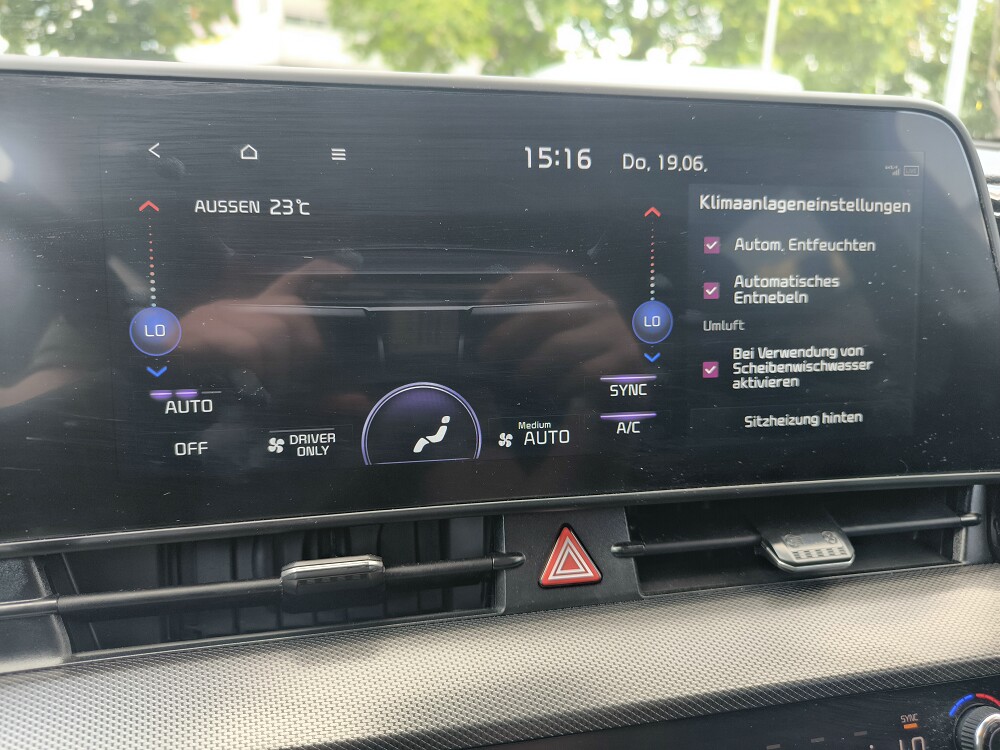 15:16 Do, 19.06.
AUSSEN 23°C
LO
AUTO
OFF
DRIVER
ONLY
Medium
AUTO
LO
SYNC
A/C
Klimaanlageneinstellungen
Autom. Entfeuchten
Automatisches
Entnebeln
Umluft
Bei Verwendung von
Scheibenwischwasser
aktivieren
Sitzheizung hinten
SYNC